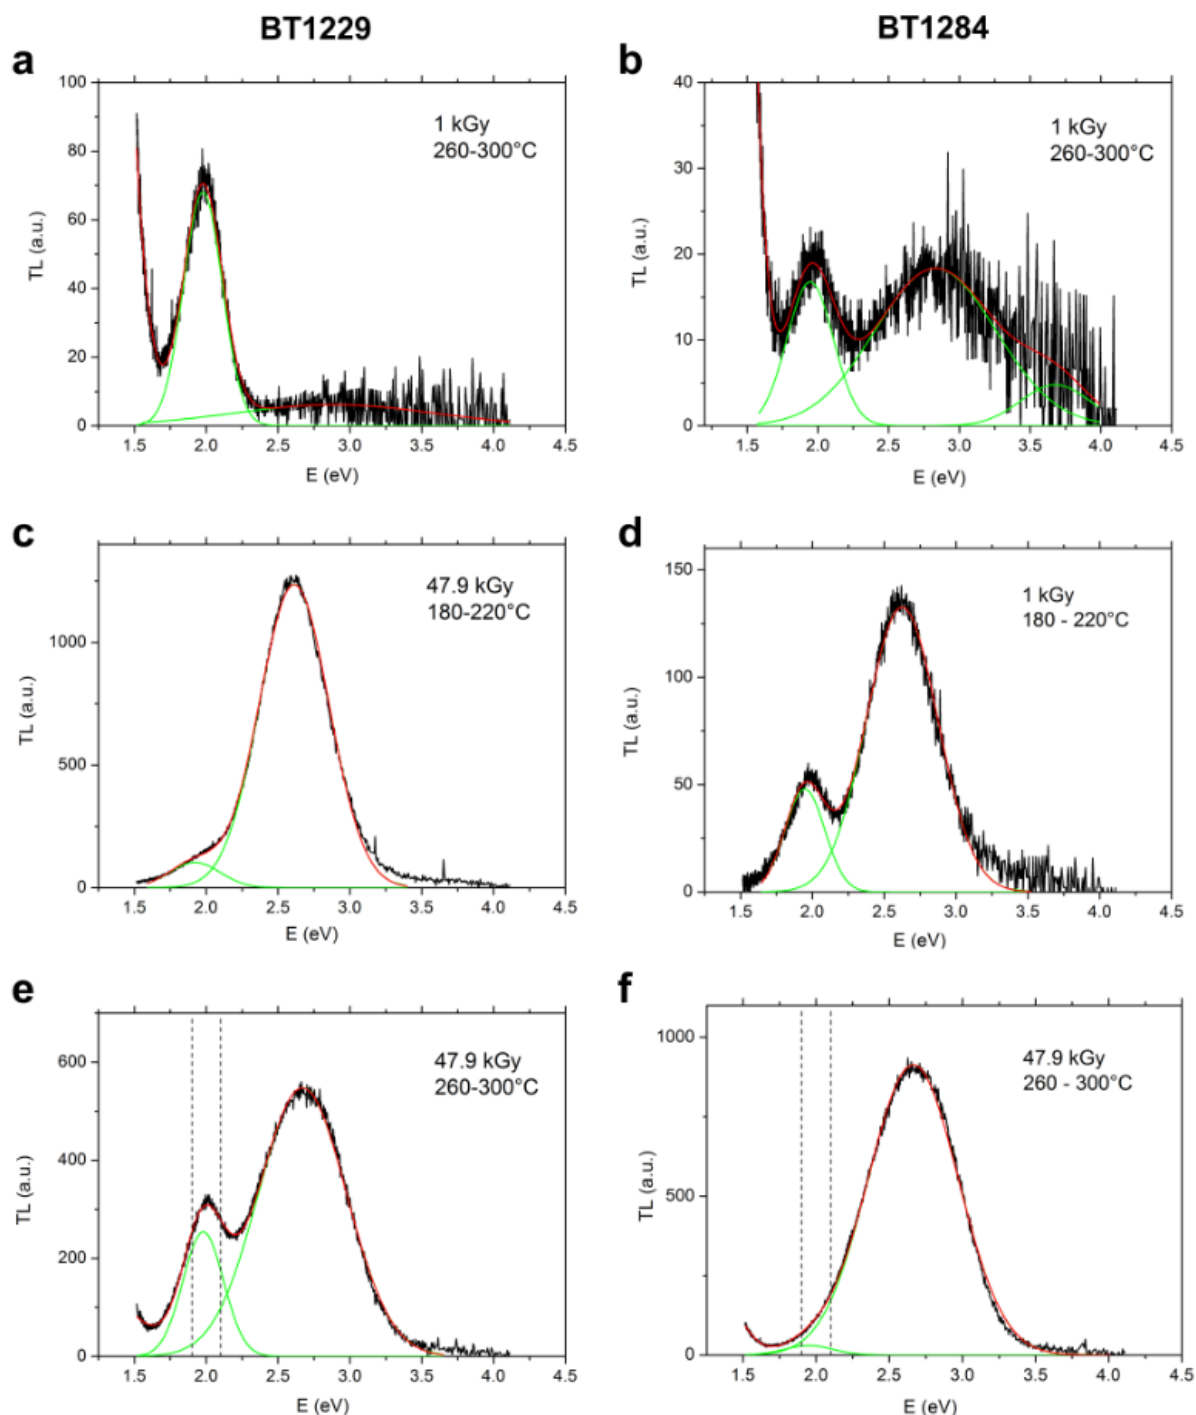 BT1229
BT1284
a
1 kGy
260-300°C
TL (a.u.)
100
80
60
40
20
0
1.5 2.0 2.5 3.0 3.5 4.0 4.5
E (eV)
b
1 kGy
260-300°C
TL (a.u.)
40
30
20
10
0
1.5 2.0 2.5 3.0 3.5 4.0 4.5
E (eV)
c
47.9 kGy
180-220°C
TL (a.u.)
1000
500
0
1.5 2.0 2.5 3.0 3.5 4.0 4.5
E (eV)
d
1 kGy
180 - 220°C
TL (a.u.)
150
100
50
0
1.5 2.0 2.5 3.0 3.5 4.0 4.5
E (eV)
e
47.9 kGy
260-300°C
TL (a.u.)
600
400
200
0
1.5 2.0 2.5 3.0 3.5 4.0 4.5
E (eV)
f
47.9 kGy
260 - 300°C
TL (a.u.)
1000
500
0
1.5 2.0 2.5 3.0 3.5 4.0 4.5
E (eV)